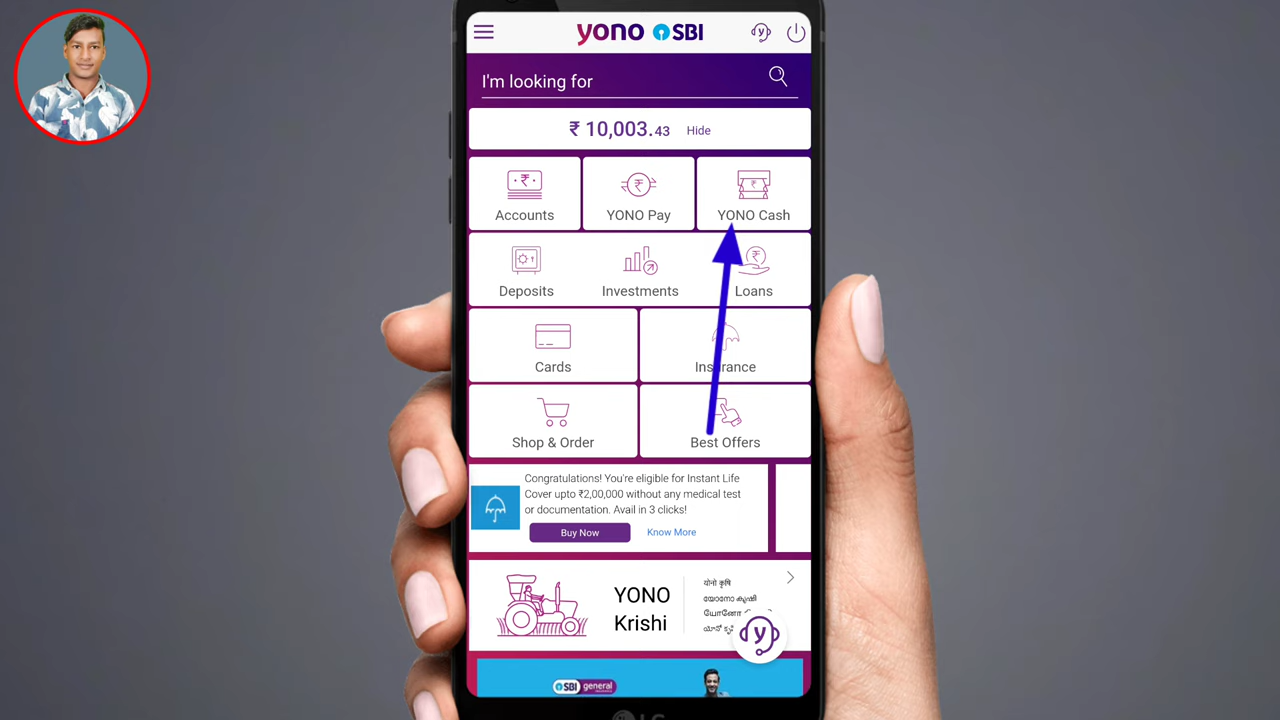 yono SBI
I'm looking for
₹ 10,003.43 Hide
Accounts
YONO Pay
YONO Cash
Deposits
Investments
Loans
Cards
Insurance
Shop & Order
Best Offers
Congratulations! You're eligible for Instant Life
Cover upto ₹2,00,000 without any medical test
or documentation. Avail in 3 clicks!
Buy Now
Know More
YONO
Krishi
योनो कृषि
യോനോ കൃഷി
y
SBI general
LG